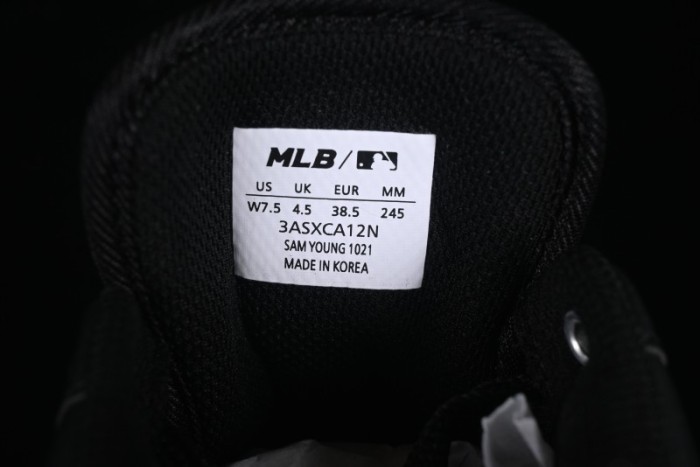 MLB /
US UK EUR MM
W7.5 4.5 38.5 245
3ASXCA12N
SAM YOUNG 1021
MADE IN KOREA